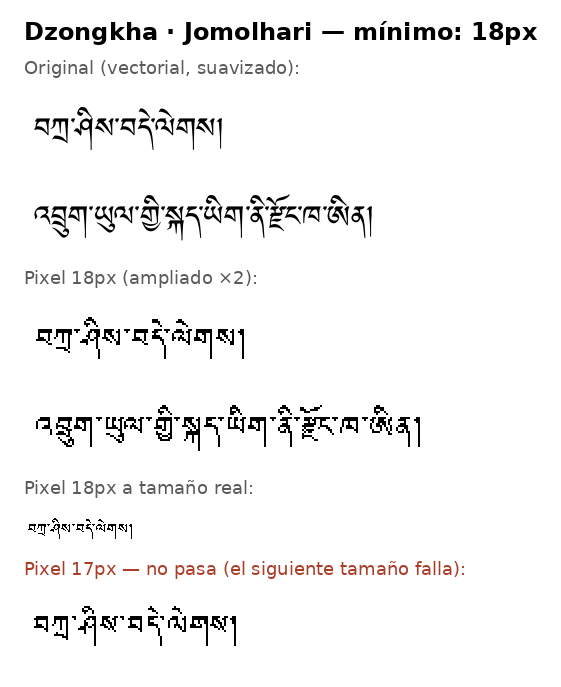 Dzongkha · Jomolhari — mínimo: 18px
Original (vectorial, suavizado):
བཀྲ་ཤིས་བདེ་ལེགས།
འབྲུག་ཡུལ་གྱི་སྐད་ཡིག་ནི་རྫོང་ཁ་ཨིན།
Pixel 18px (ampliado ×2):
བཀྲ་ཤིས་བདེ་ལེགས།
འབྲུག་ཡུལ་གྱི་སྐད་ཡིག་ནི་རྫོང་ཁ་ཨིན།
Pixel 18px a tamaño real:
བཀྲ་ཤིས་བདེ་ལེགས།
Pixel 17px — no pasa (el siguiente tamaño falla):
བཀྲ་ཤིས་བདེ་ལེགས།